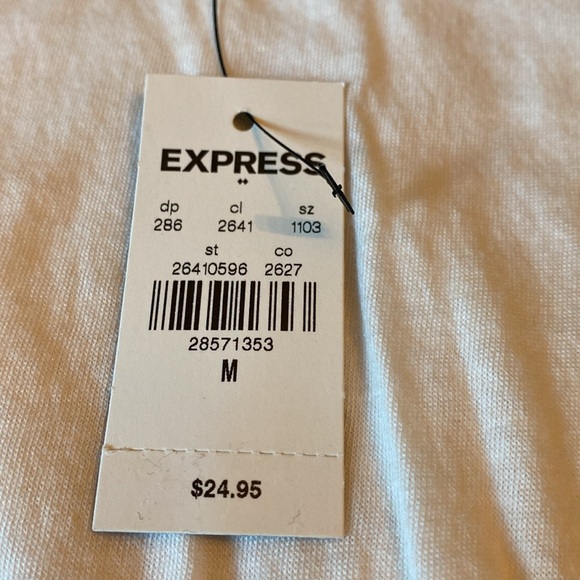 EXPRESS
dp cl sz
286 2641 1103
st co
26410596 2627
28571353
M
$24.95